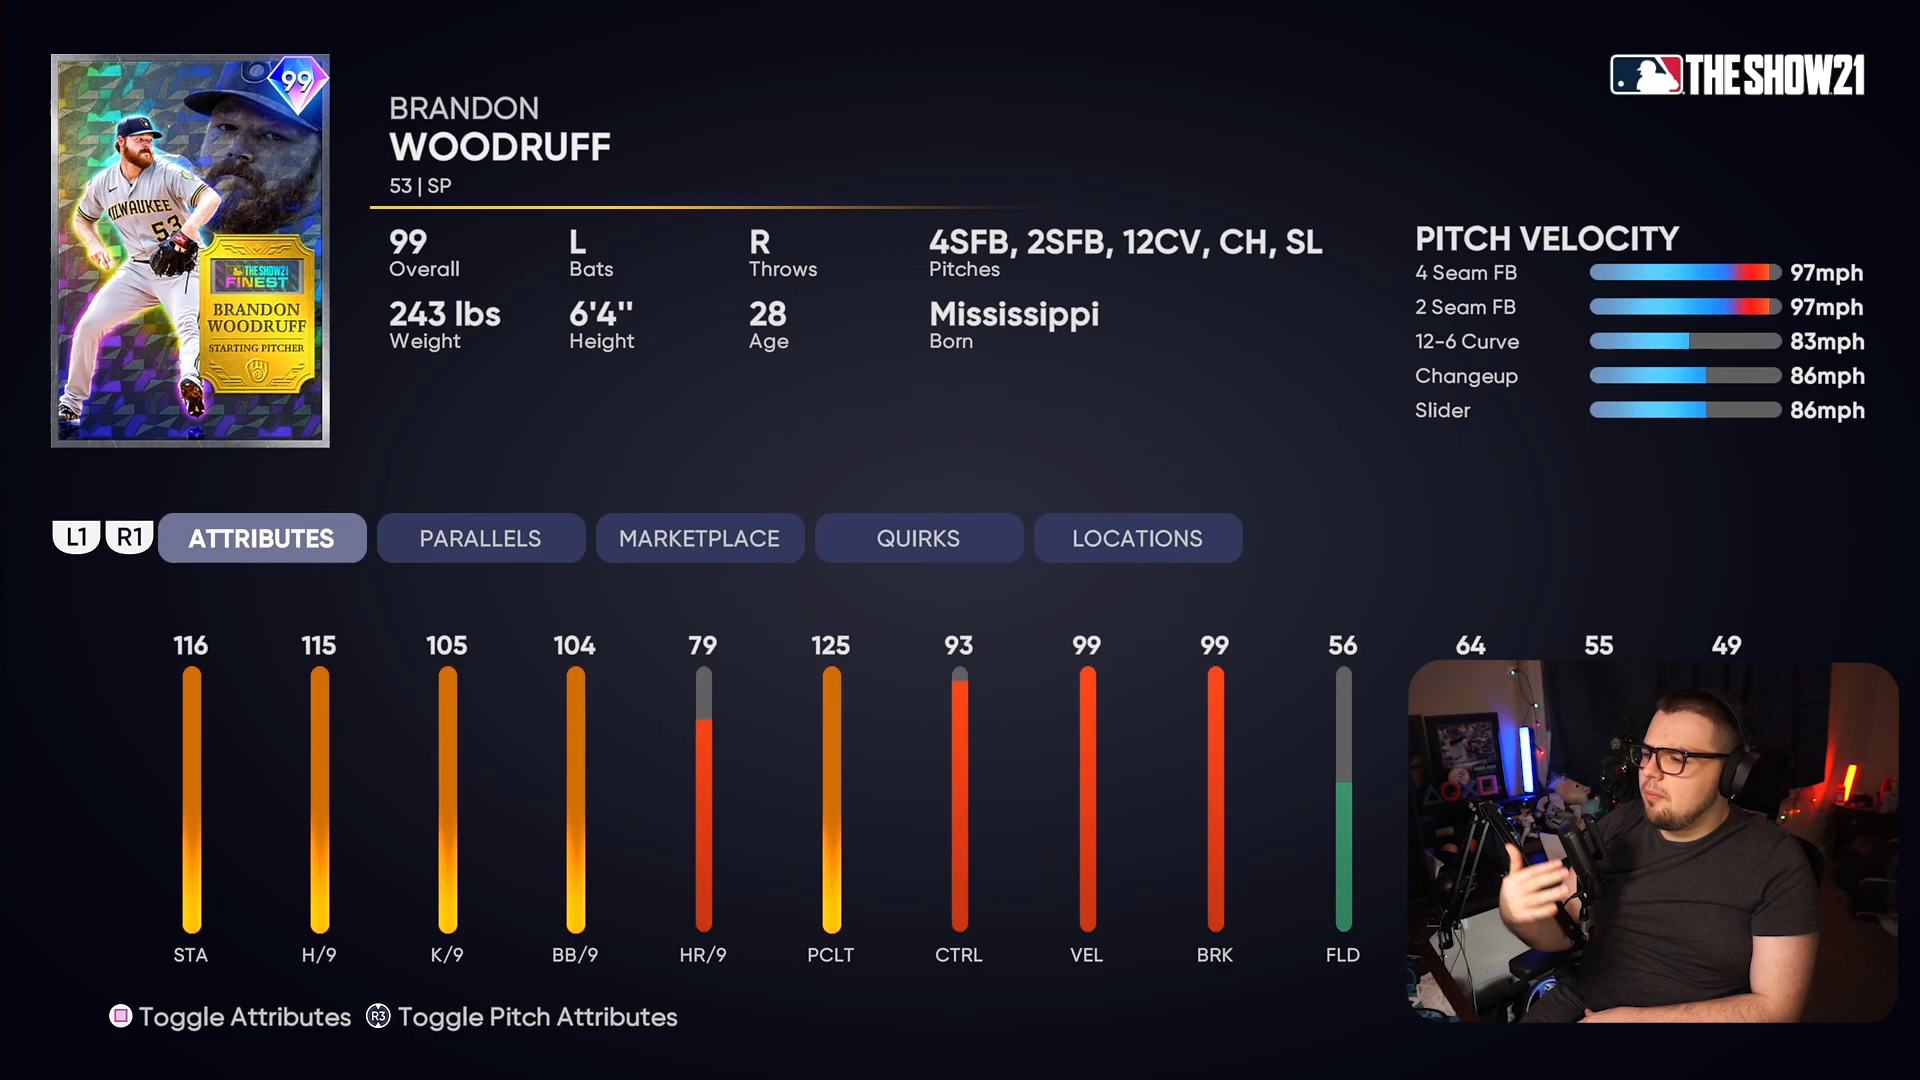 99
MILWAUKEE
53
THE SHOW21
FINEST
BRANDON
WOODRUFF
STARTING PITCHER
BRANDON
WOODRUFF
53 | SP
THE SHOW.21
99 L R 4SFB, 2SFB, 12CV, CH, SL
Overall Bats Throws Pitches
243 lbs 6'4'' 28 Mississippi
Weight Height Age Born
PITCH VELOCITY
4 Seam FB 97mph
2 Seam FB 97mph
12-6 Curve 83mph
Changeup 86mph
Slider 86mph
L1 R1 ATTRIBUTES PARALLELS MARKETPLACE QUIRKS LOCATIONS
116 115 105 104 79 125 93 99 99 56 64 55 49
STA H/9 K/9 BB/9 HR/9 PCLT CTRL VEL BRK FLD
Toggle Attributes R3 Toggle Pitch Attributes